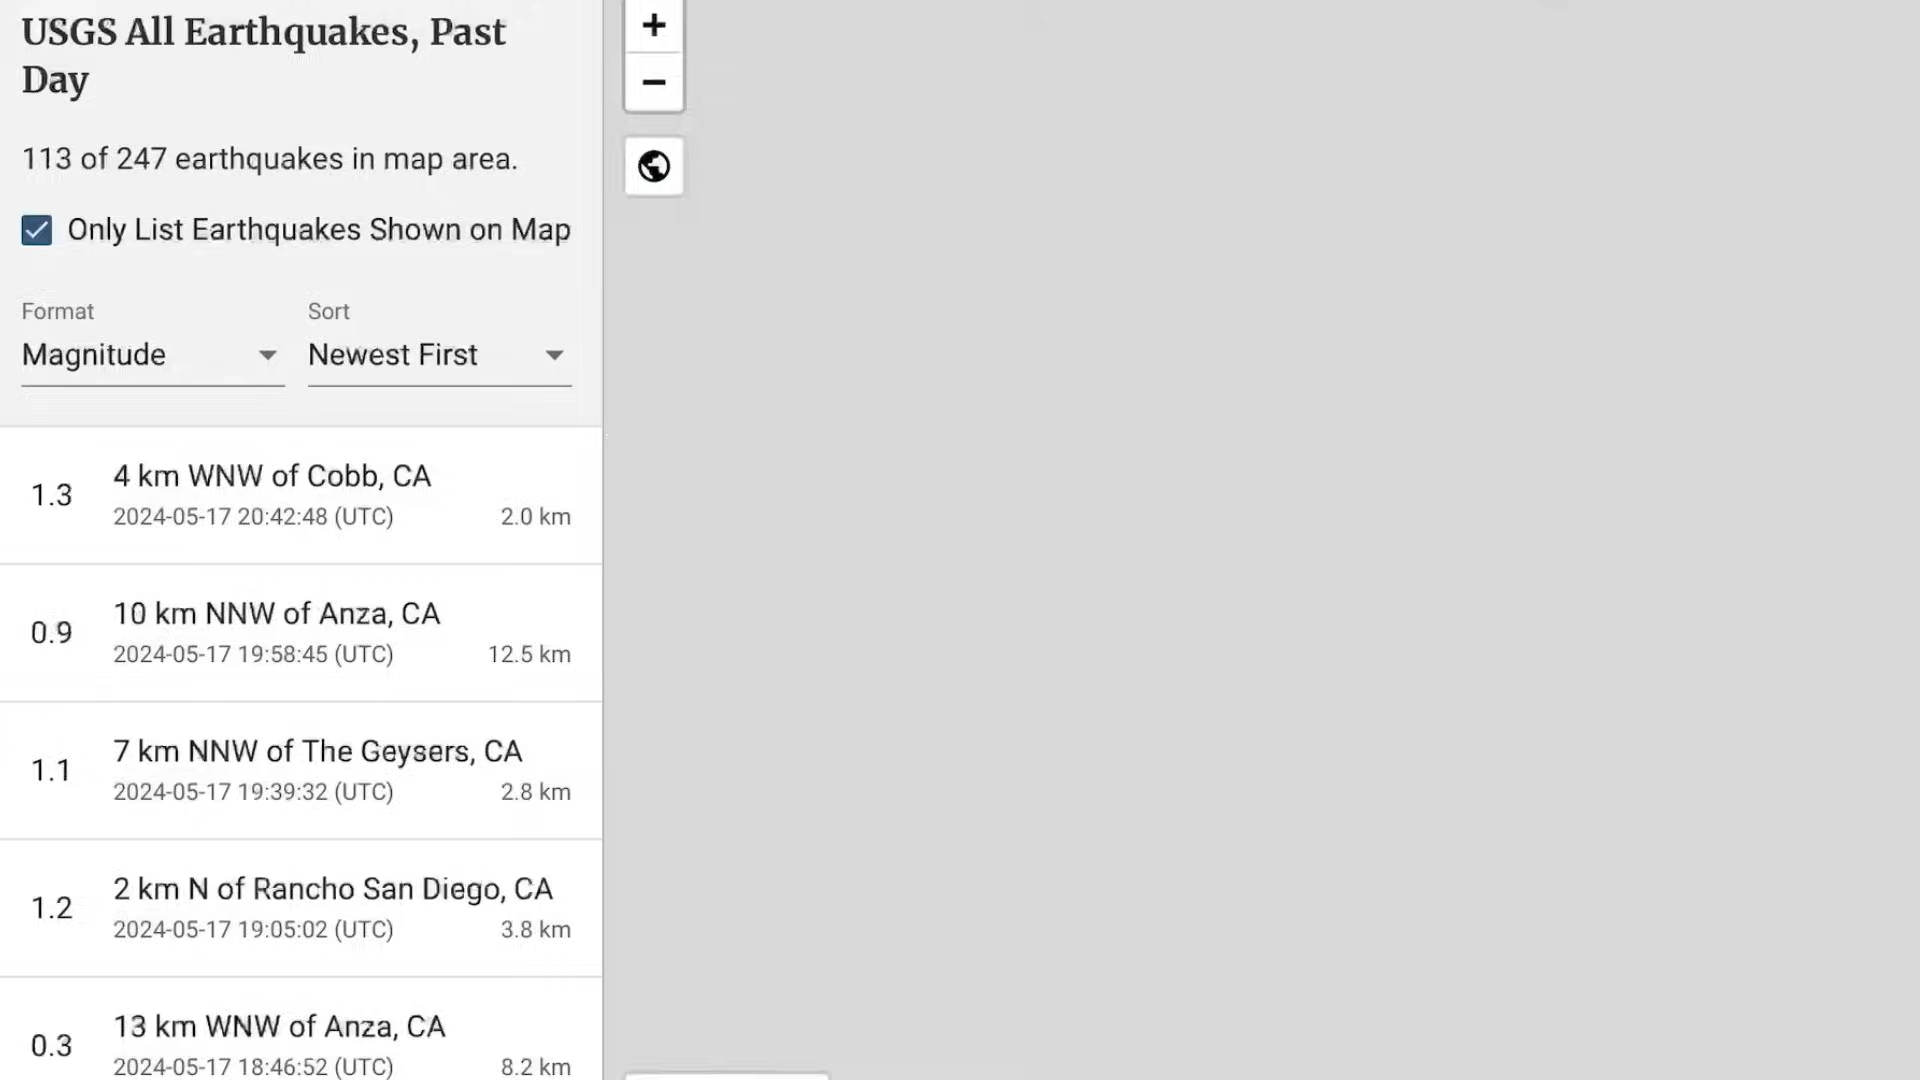 USGS All Earthquakes, Past
Day
113 of 247 earthquakes in map area.
Only List Earthquakes Shown on Map
Format
Sort
Magnitude
Newest First
1.3
4 km WNW of Cobb, CA
2024-05-17 20:42:48 (UTC)
2.0 km
0.9
10 km NNW of Anza, CA
2024-05-17 19:58:45 (UTC)
12.5 km
1.1
7 km NNW of The Geysers, CA
2024-05-17 19:39:32 (UTC)
2.8 km
1.2
2 km N of Rancho San Diego, CA
2024-05-17 19:05:02 (UTC)
3.8 km
0.3
13 km WNW of Anza, CA
2024-05-17 18:46:52 (UTC)
8.2 km
+
−